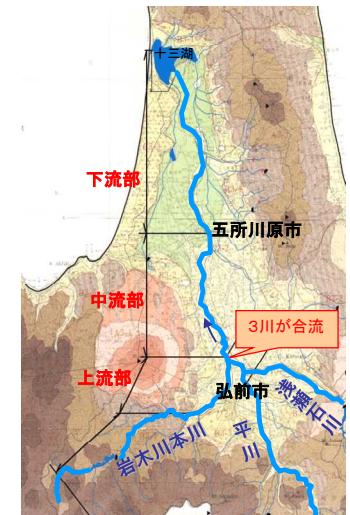 十三湖
下流部
五所川原市
中流部
3川が合流
上流部
弘前市
浅瀬石川
岩木川本川
平川